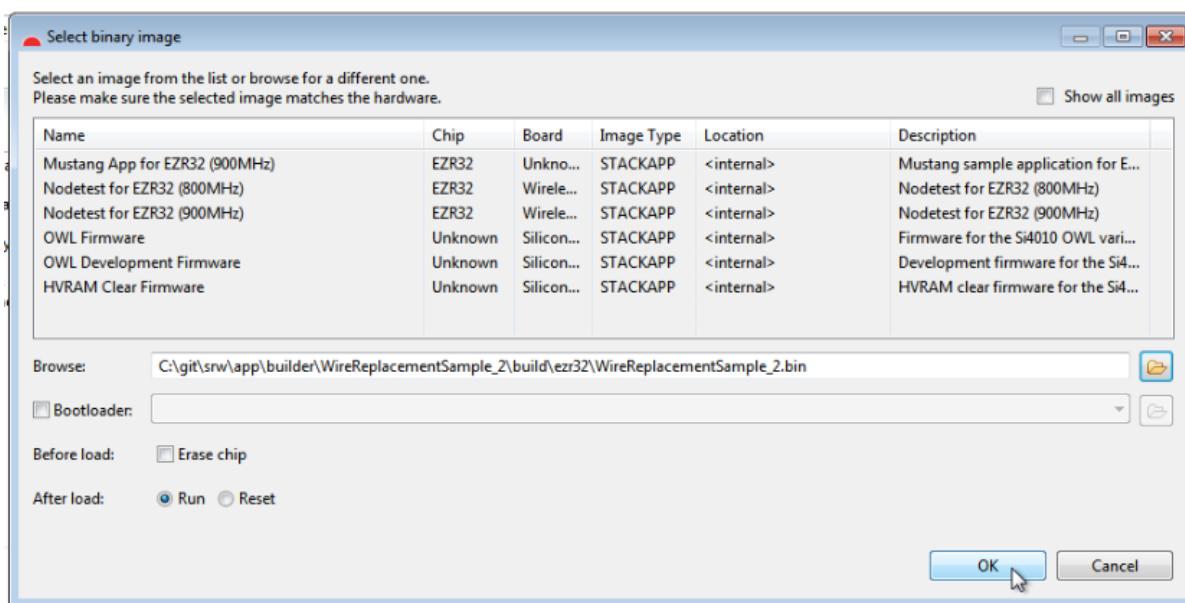 Select binary image
Select an image from the list or browse for a different one.
Please make sure the selected image matches the hardware.
Show all images
Name Chip Board Image Type Location Description
Mustang App for EZR32 (900MHz) EZR32 Unkno... STACKAPP <internal> Mustang sample application for E...
Nodetest for EZR32 (800MHz) EZR32 Wirele... STACKAPP <internal> Nodetest for EZR32 (800MHz)
Nodetest for EZR32 (900MHz) EZR32 Wirele... STACKAPP <internal> Nodetest for EZR32 (900MHz)
OWL Firmware Unknown Silicon... STACKAPP <internal> Firmware for the Si4010 OWL vari...
OWL Development Firmware Unknown Silicon... STACKAPP <internal> Development firmware for the Si4...
HVRAM Clear Firmware Unknown Silicon... STACKAPP <internal> HVRAM clear firmware for the Si4...
Browse: C:\git\srw\app\builder\WireReplacementSample_2\build\ezr32\WireReplacementSample_2.bin
Bootloader:
Before load: Erase chip
After load: Run Reset
OK Cancel